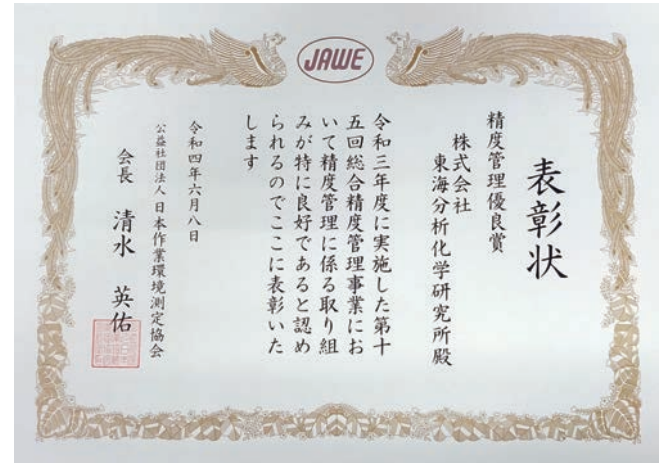 JAWE
表彰状
精度管理優良賞
株式会社
東海分析化学研究所殿
令和三年度に実施した第十
五回総合精度管理事業にお
いて精度管理に係る取り組
みが特に良好であると認め
られるのでここに表彰いた
します
令和四年六月八日
公益社団法人 日本作業環境測定協会
会長 清水 英佑